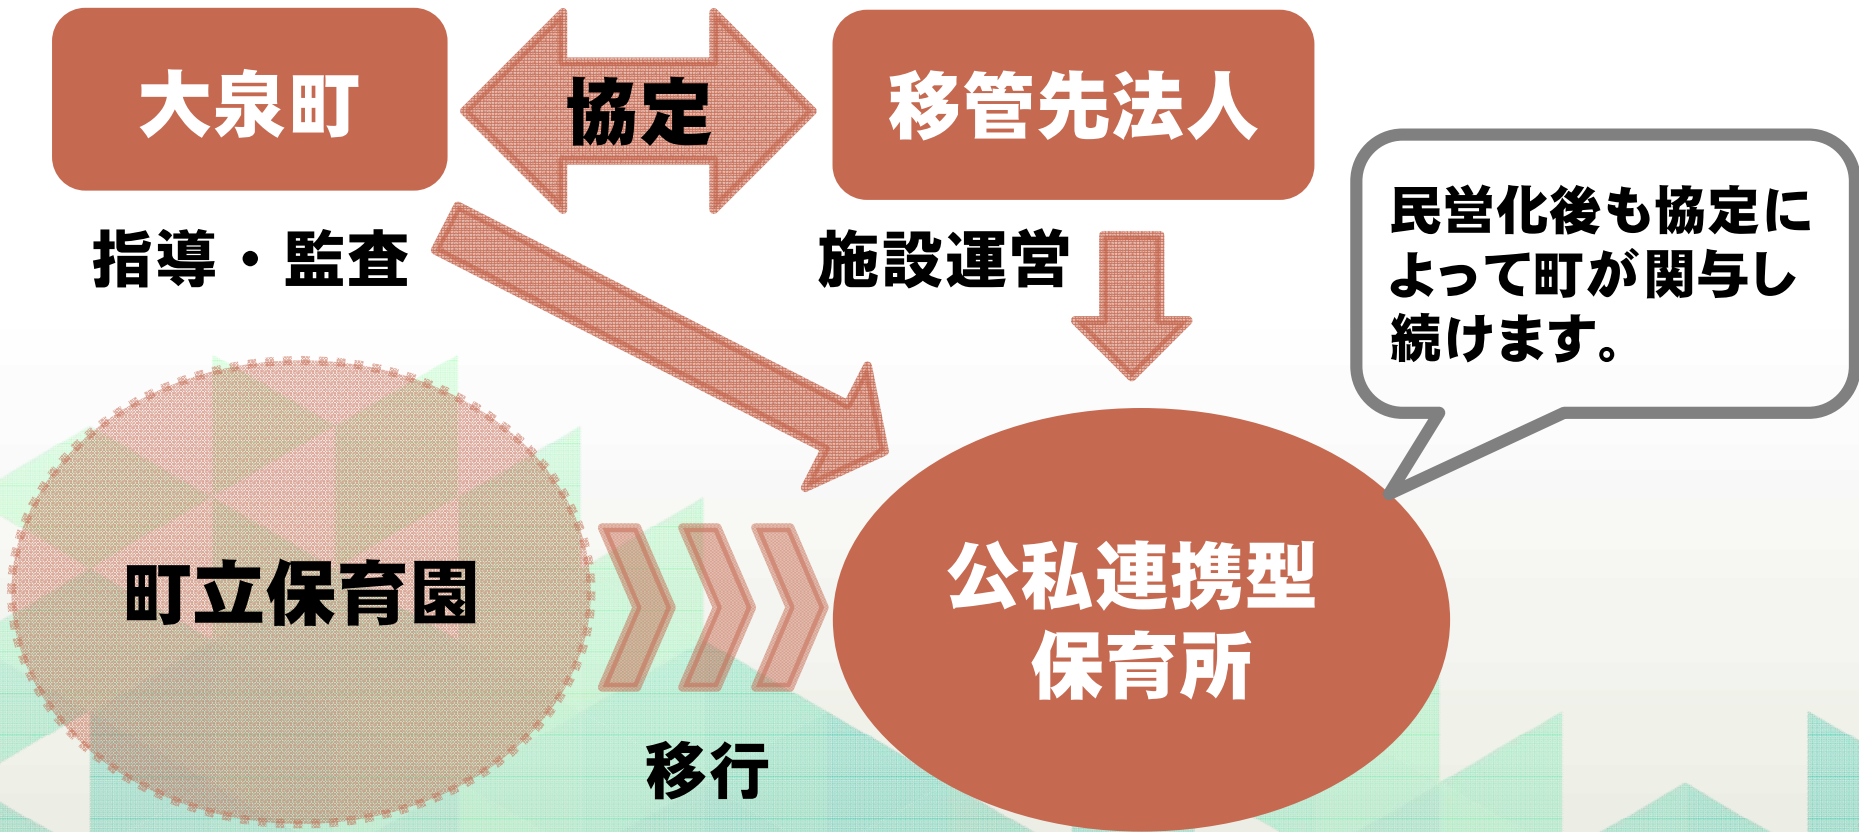 大泉町
協定
移管先法人
指導・監査
施設運営
民営化後も協定に
よって町が関与し
続けます。
町立保育園
公私連携型
保育所
移行